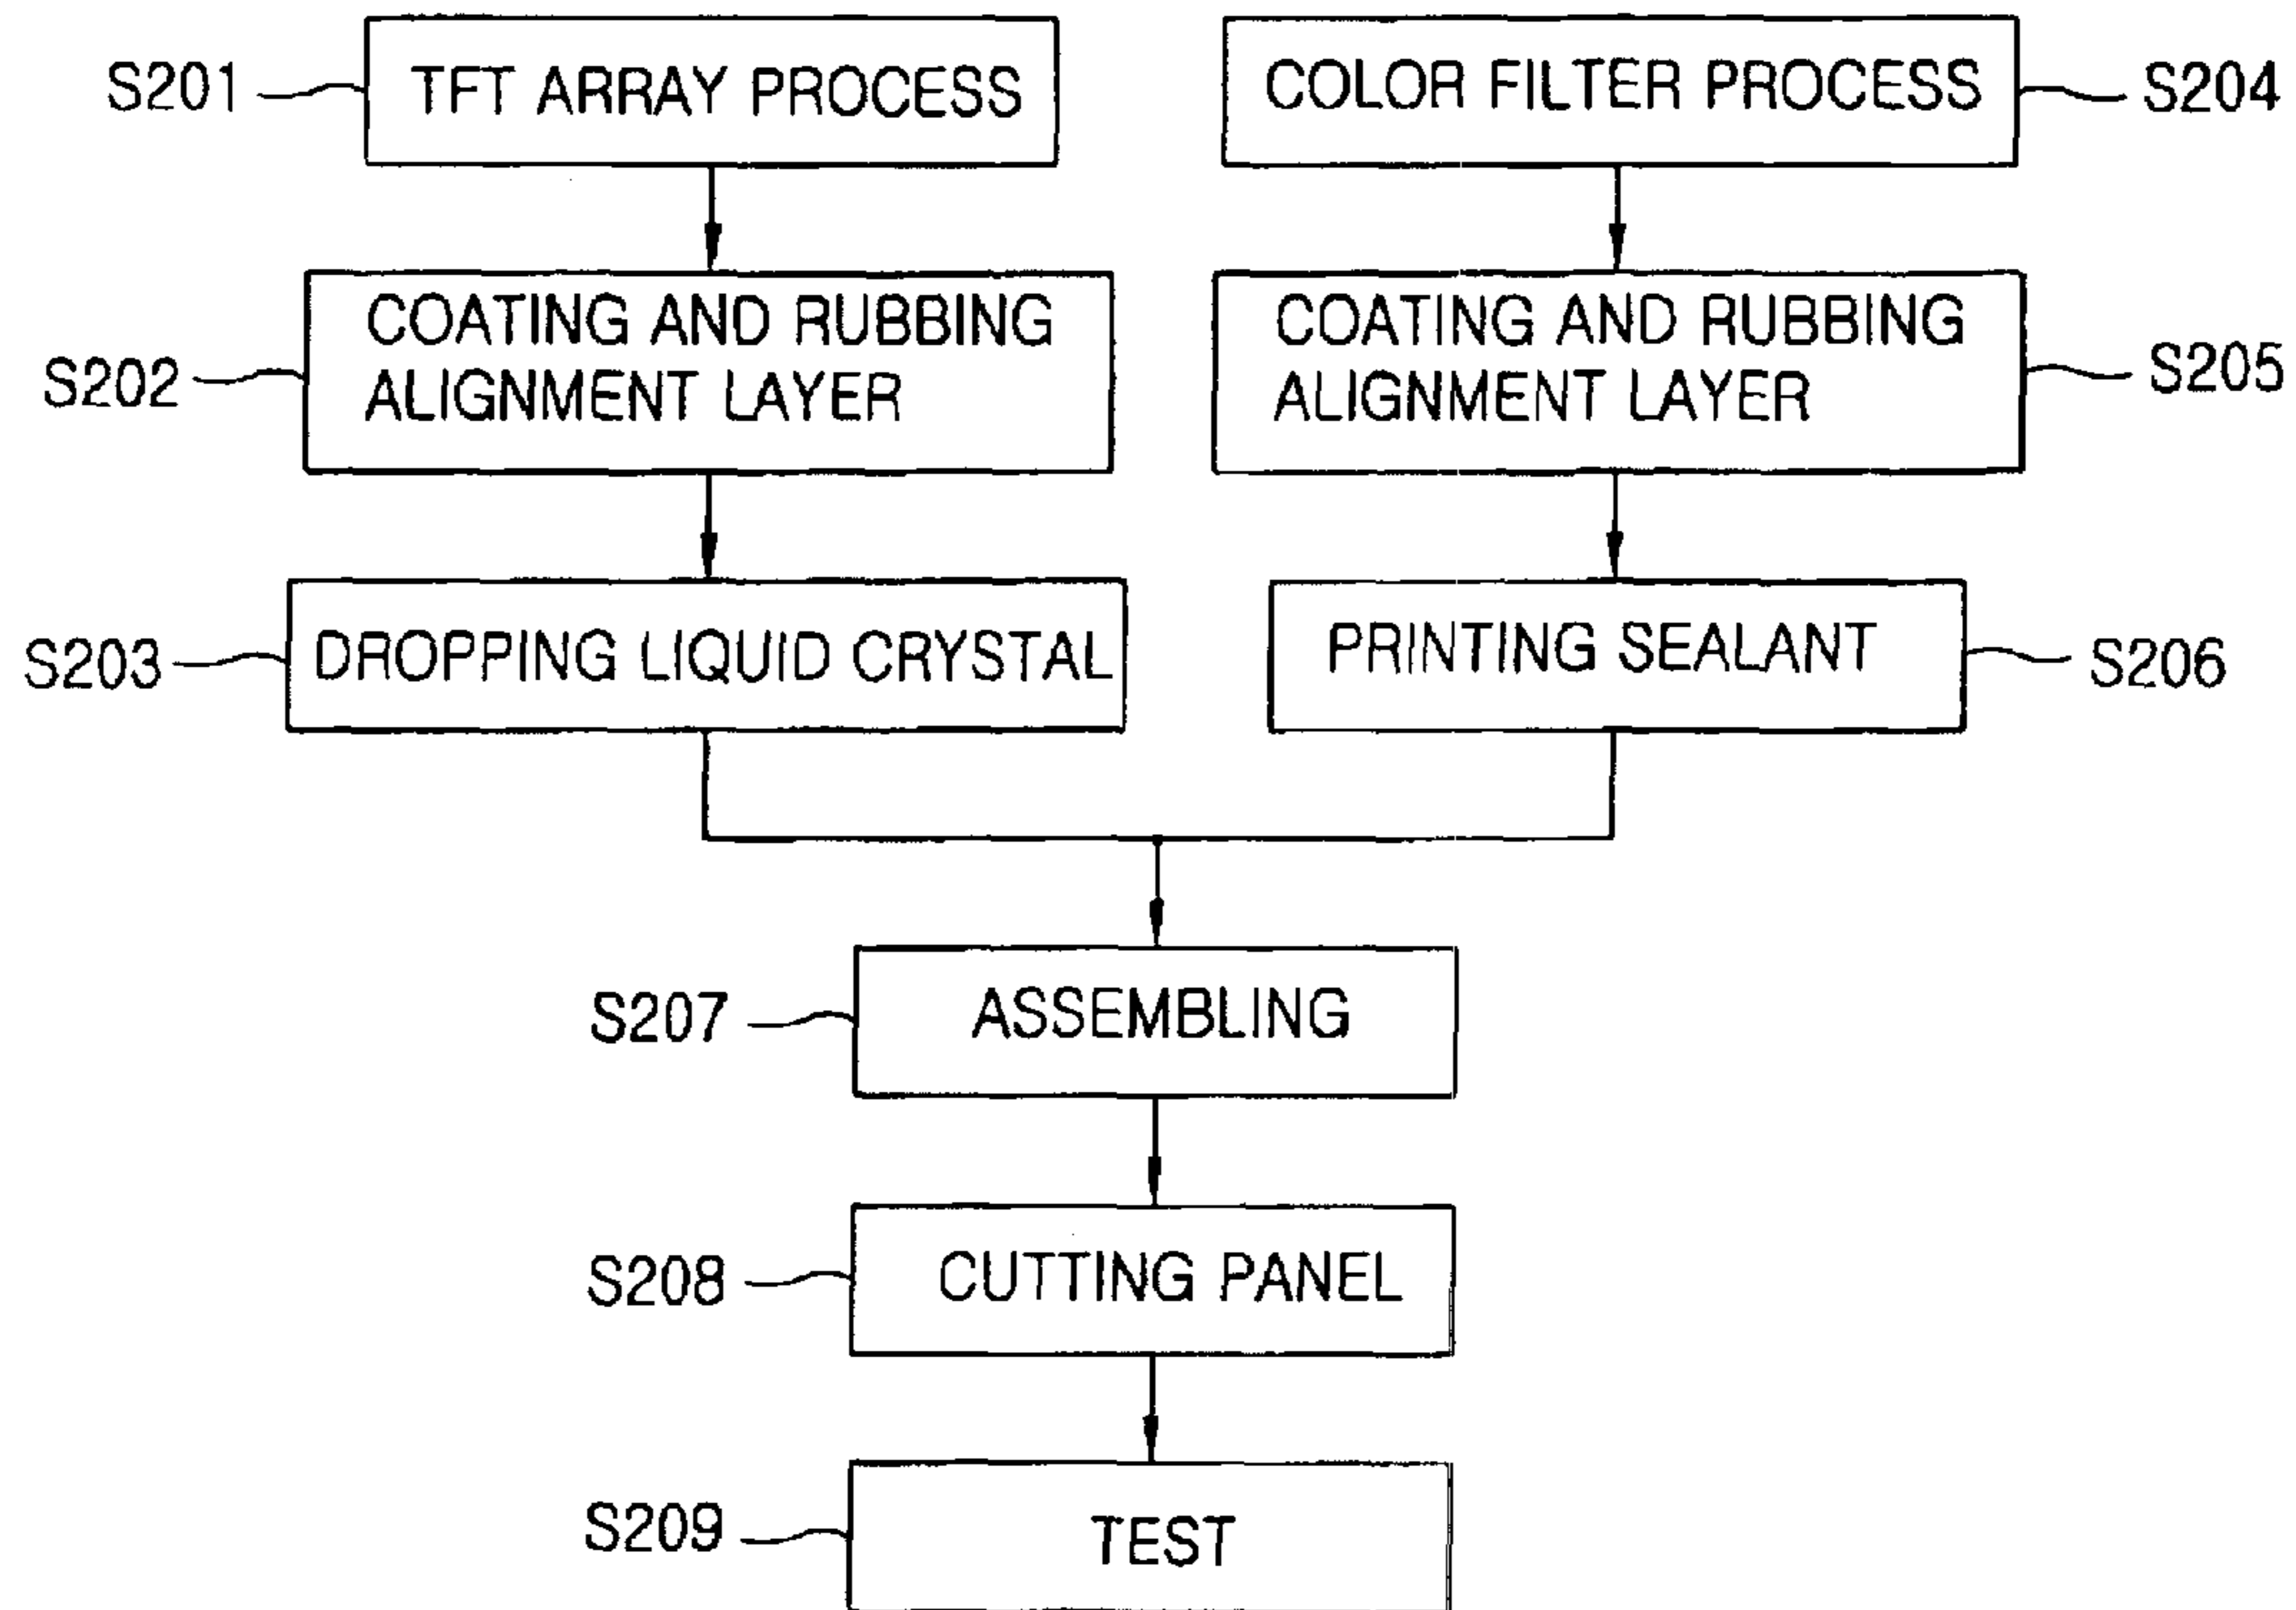 S201
TFT ARRAY PROCESS
COLOR FILTER PROCESS
S204
S202
COATING AND RUBBING
ALIGNMENT LAYER
COATING AND RUBBING
ALIGNMENT LAYER
S205
S203
DROPPING LIQUID CRYSTAL
PRINTING SEALANT
S206
S207
ASSEMBLING
S208
CUTTING PANEL
S209
TEST